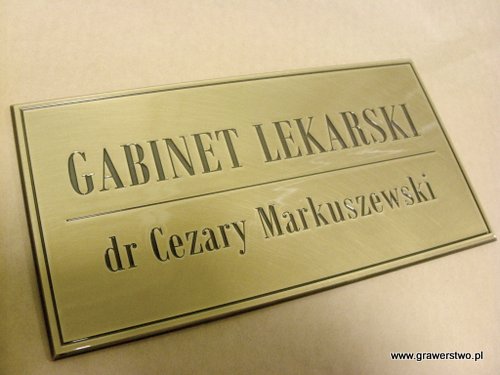 GABINET LEKARSKI
dr Cezary Markuszewski
www.grawerstwo.pl